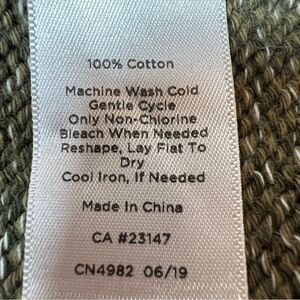 100% Cotton
Machine Wash Cold
Gentle Cycle
Only Non-Chlorine
Bleach When Needed
Reshape, Lay Flat To
Dry
Cool Iron, If Needed
Made In China
CA #23147
CN4982 06/19